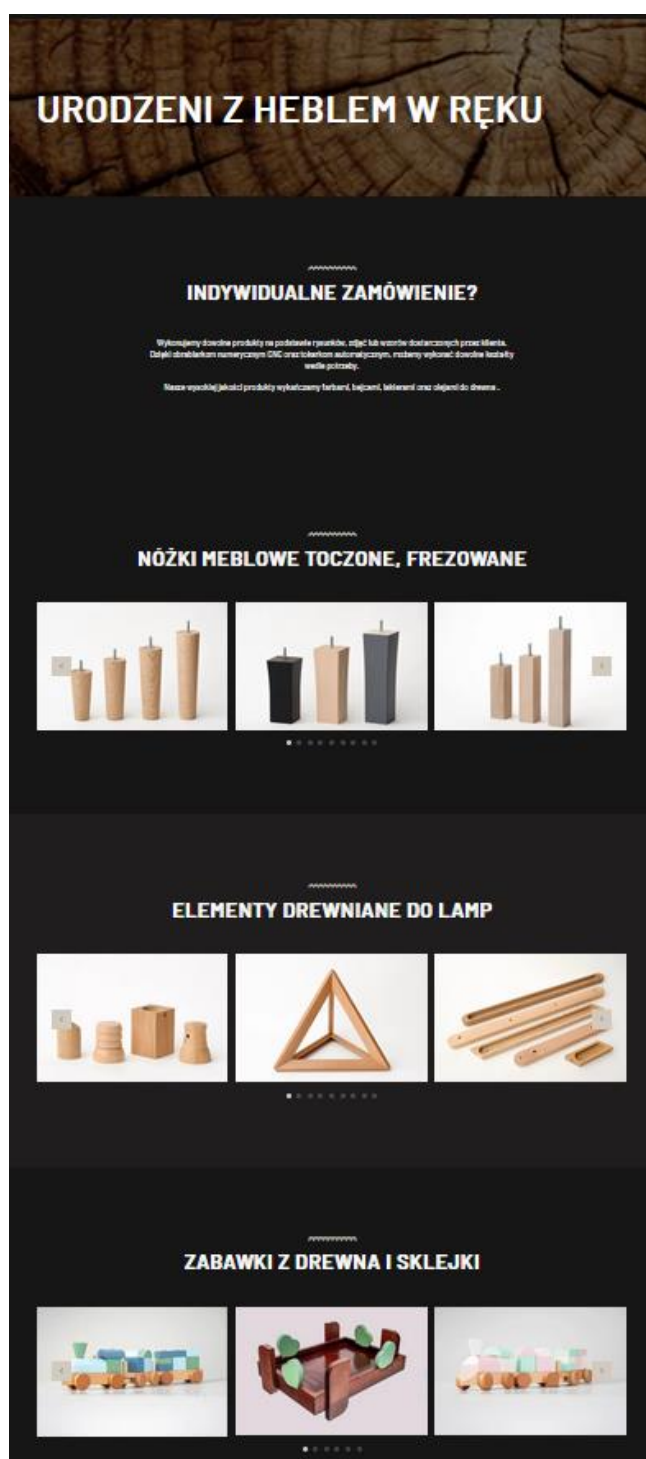 URODZENI Z HEBLEM W RĘKU
INDYWIDUALNE ZAMÓWIENIE?
Wykonujemy dowolne produkty na podstawie rysunków, zdjęć lub wzorów dostarczonych przez klienta.
Dzięki obrabiarkom numerycznym CNC oraz tokarkom automatycznym, możemy wykonać dowolne kształty
wedle potrzeby.
Nasze wysokiej jakości produkty wykańczamy farbami, bejcami, lakierami oraz olejami do drewna .
NÓŻKI MEBLOWE TOCZONE, FREZOWANE
ELEMENTY DREWNIANE DO LAMP
ZABAWKI Z DREWNA I SKLEJKI